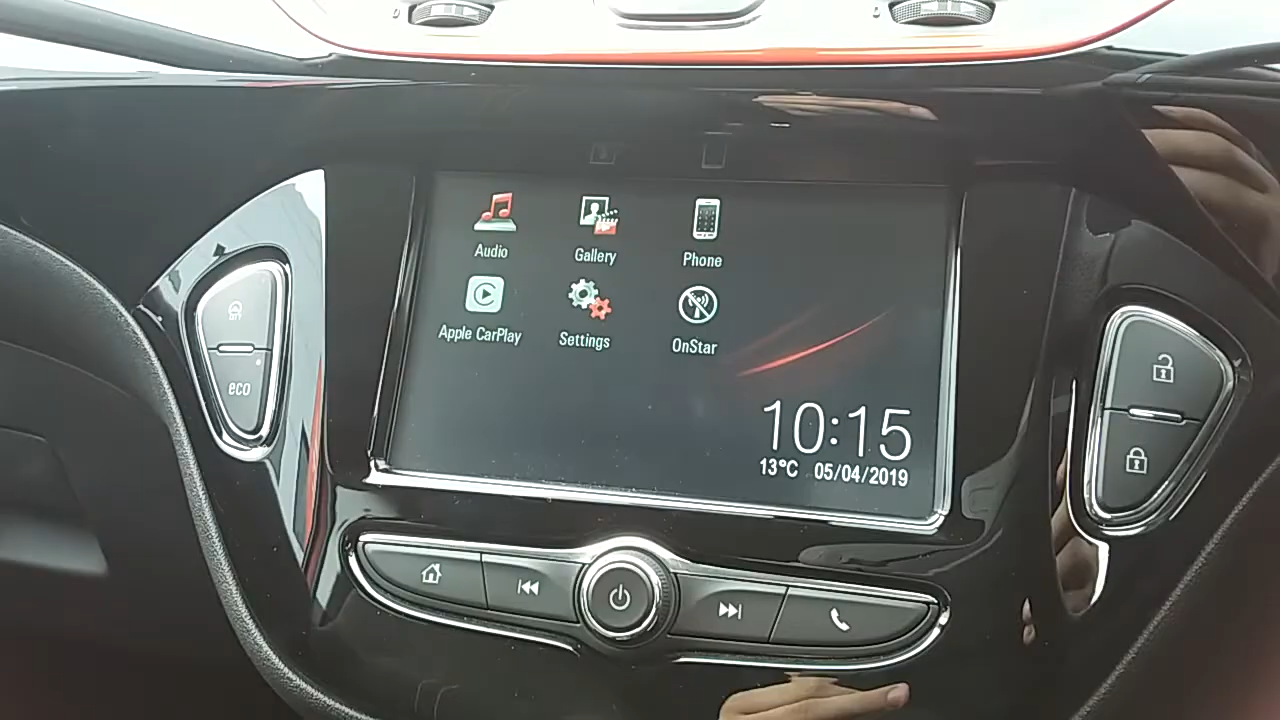 Audio
Gallery
Phone
Apple CarPlay
Settings
OnStar
eco
10:15
13°C 05/04/2019